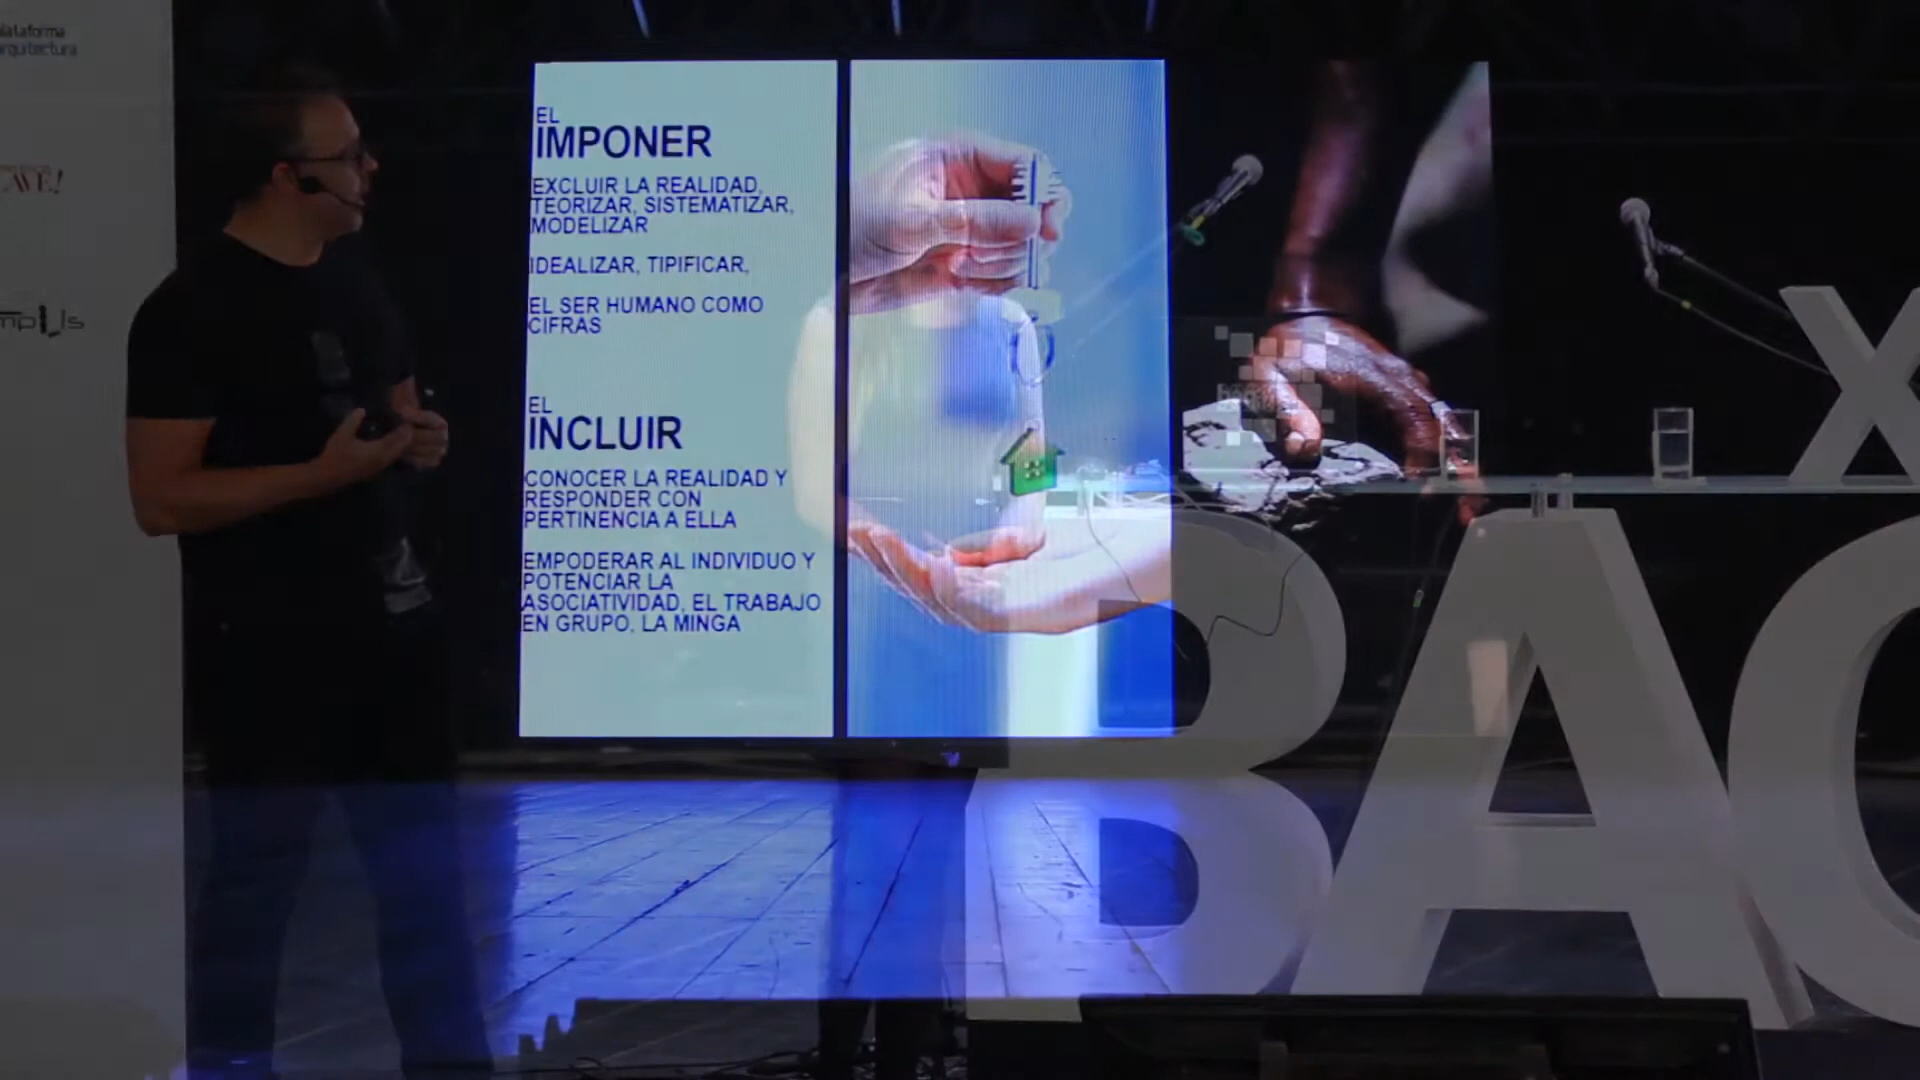 plataforma
arquitectura
EL
IMPONER
EXCLUIR LA REALIDAD,
TEORIZAR, SISTEMATIZAR,
MODELIZAR
IDEALIZAR, TIPIFICAR,
EL SER HUMANO COMO
CIFRAS
EL
INCLUIR
CONOCER LA REALIDAD Y
RESPONDER CON
PERTINENCIA A ELLA
EMPODERAR AL INDIVIDUO Y
POTENCIAR LA
ASOCIATIVIDAD, EL TRABAJO
EN GRUPO, LA MINGA
X
BAQ